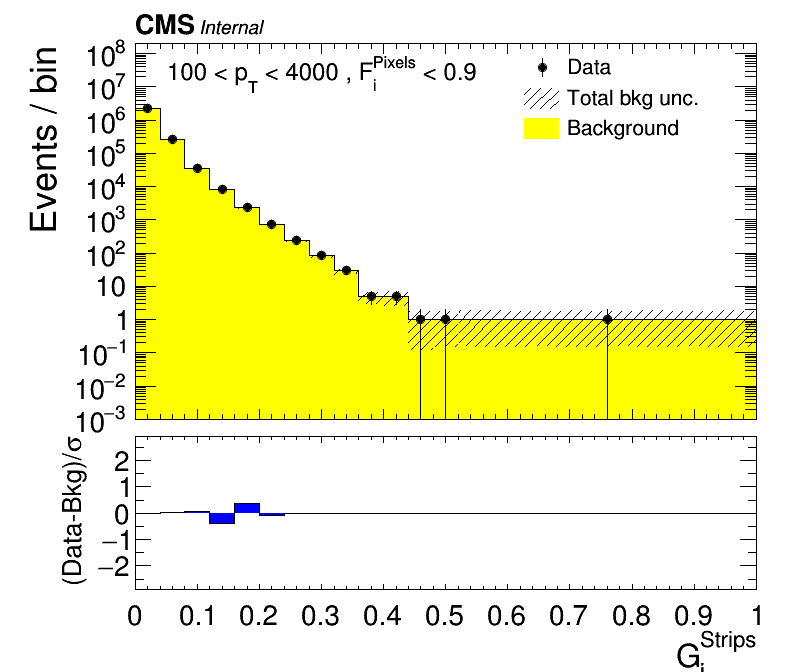 CMS Internal
100 < p_T < 4000 , F_i^Pixels < 0.9
Data
Total bkg unc.
Background
Events / bin
10^8
10^7
10^6
10^5
10^4
10^3
10^2
10
1
10^−1
10^−2
10^−3
(Data-Bkg)/σ
2
1
0
−1
−2
0 0.1 0.2 0.3 0.4 0.5 0.6 0.7 0.8 0.9 1
G_i^Strips